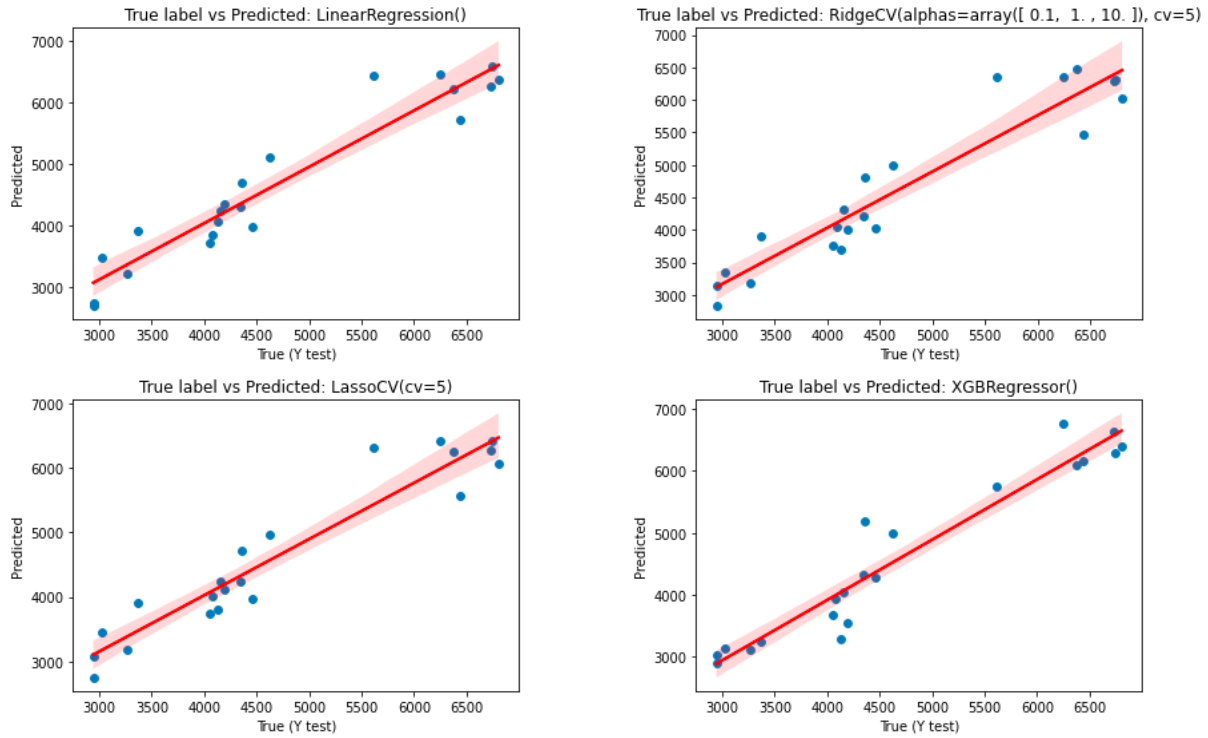 True label vs Predicted: LinearRegression()
7000
6000
5000
4000
3000
Predicted
3000 3500 4000 4500 5000 5500 6000 6500
True (Y test)
True label vs Predicted: RidgeCV(alphas=array([ 0.1, 1. , 10. ]), cv=5)
7000
6500
6000
5500
5000
4500
4000
3500
3000
Predicted
3000 3500 4000 4500 5000 5500 6000 6500
True (Y test)
True label vs Predicted: LassoCV(cv=5)
7000
6000
5000
4000
3000
Predicted
3000 3500 4000 4500 5000 5500 6000 6500
True (Y test)
True label vs Predicted: XGBRegressor()
7000
6000
5000
4000
3000
Predicted
3000 3500 4000 4500 5000 5500 6000 6500
True (Y test)